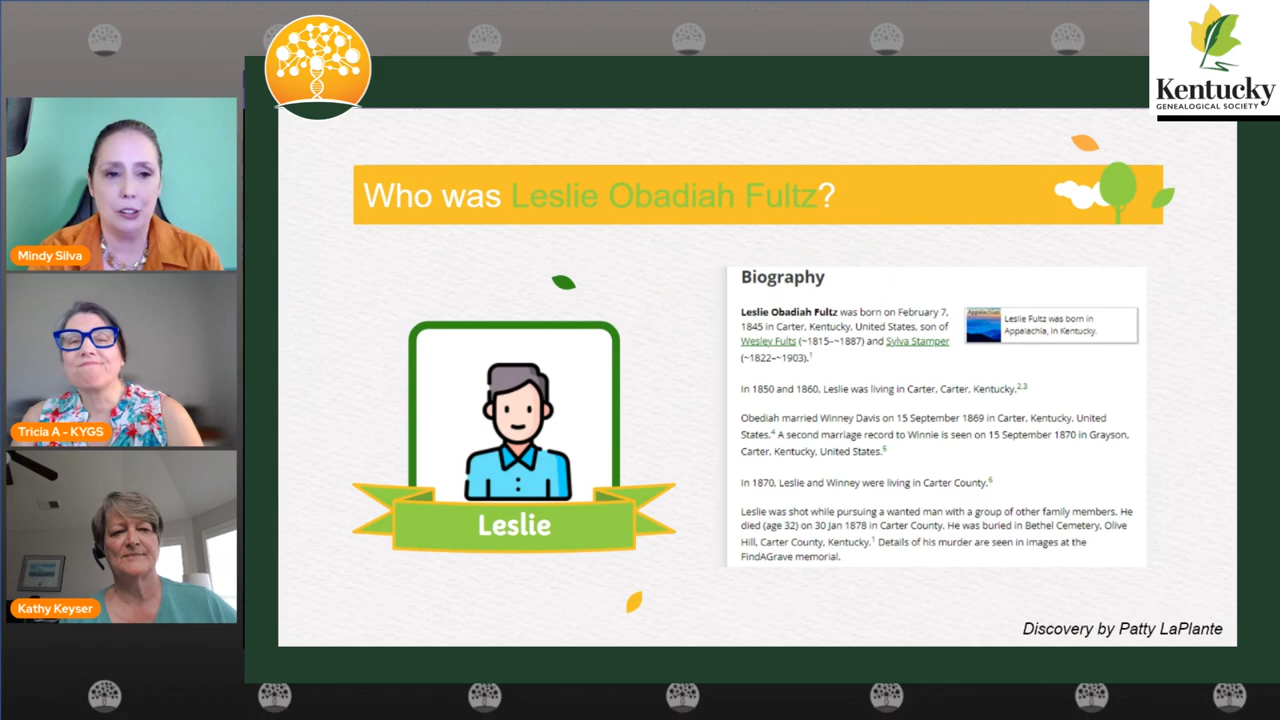 Kentucky
GENEALOGICAL SOCIETY
Mindy Silva
Tricia A - KYGS
Kathy Keyser
Who was Leslie Obadiah Fultz?
Leslie
Biography
Leslie Obadiah Fultz was born on February 7,
1845 in Carter, Kentucky, United States, son of
Wesley Fults (~1815–~1887) and Sylva Stamper
(~1822–~1903).1
Appalachian
Leslie Fultz was born in
Appalachia, in Kentucky.
In 1850 and 1860, Leslie was living in Carter, Carter, Kentucky.2,3
Obediah married Winney Davis on 15 September 1869 in Carter, Kentucky, United
States.4 A second marriage record to Winnie is seen on 15 September 1870 in Grayson,
Carter, Kentucky, United States.5
In 1870, Leslie and Winney were living in Carter County.6
Leslie was shot while pursuing a wanted man with a group of other family members. He
died (age 32) on 30 Jan 1878 in Carter County. He was buried in Bethel Cemetery, Olive
Hill, Carter County, Kentucky.1 Details of his murder are seen in images at the
FindAGrave memorial.
Discovery by Patty LaPlante